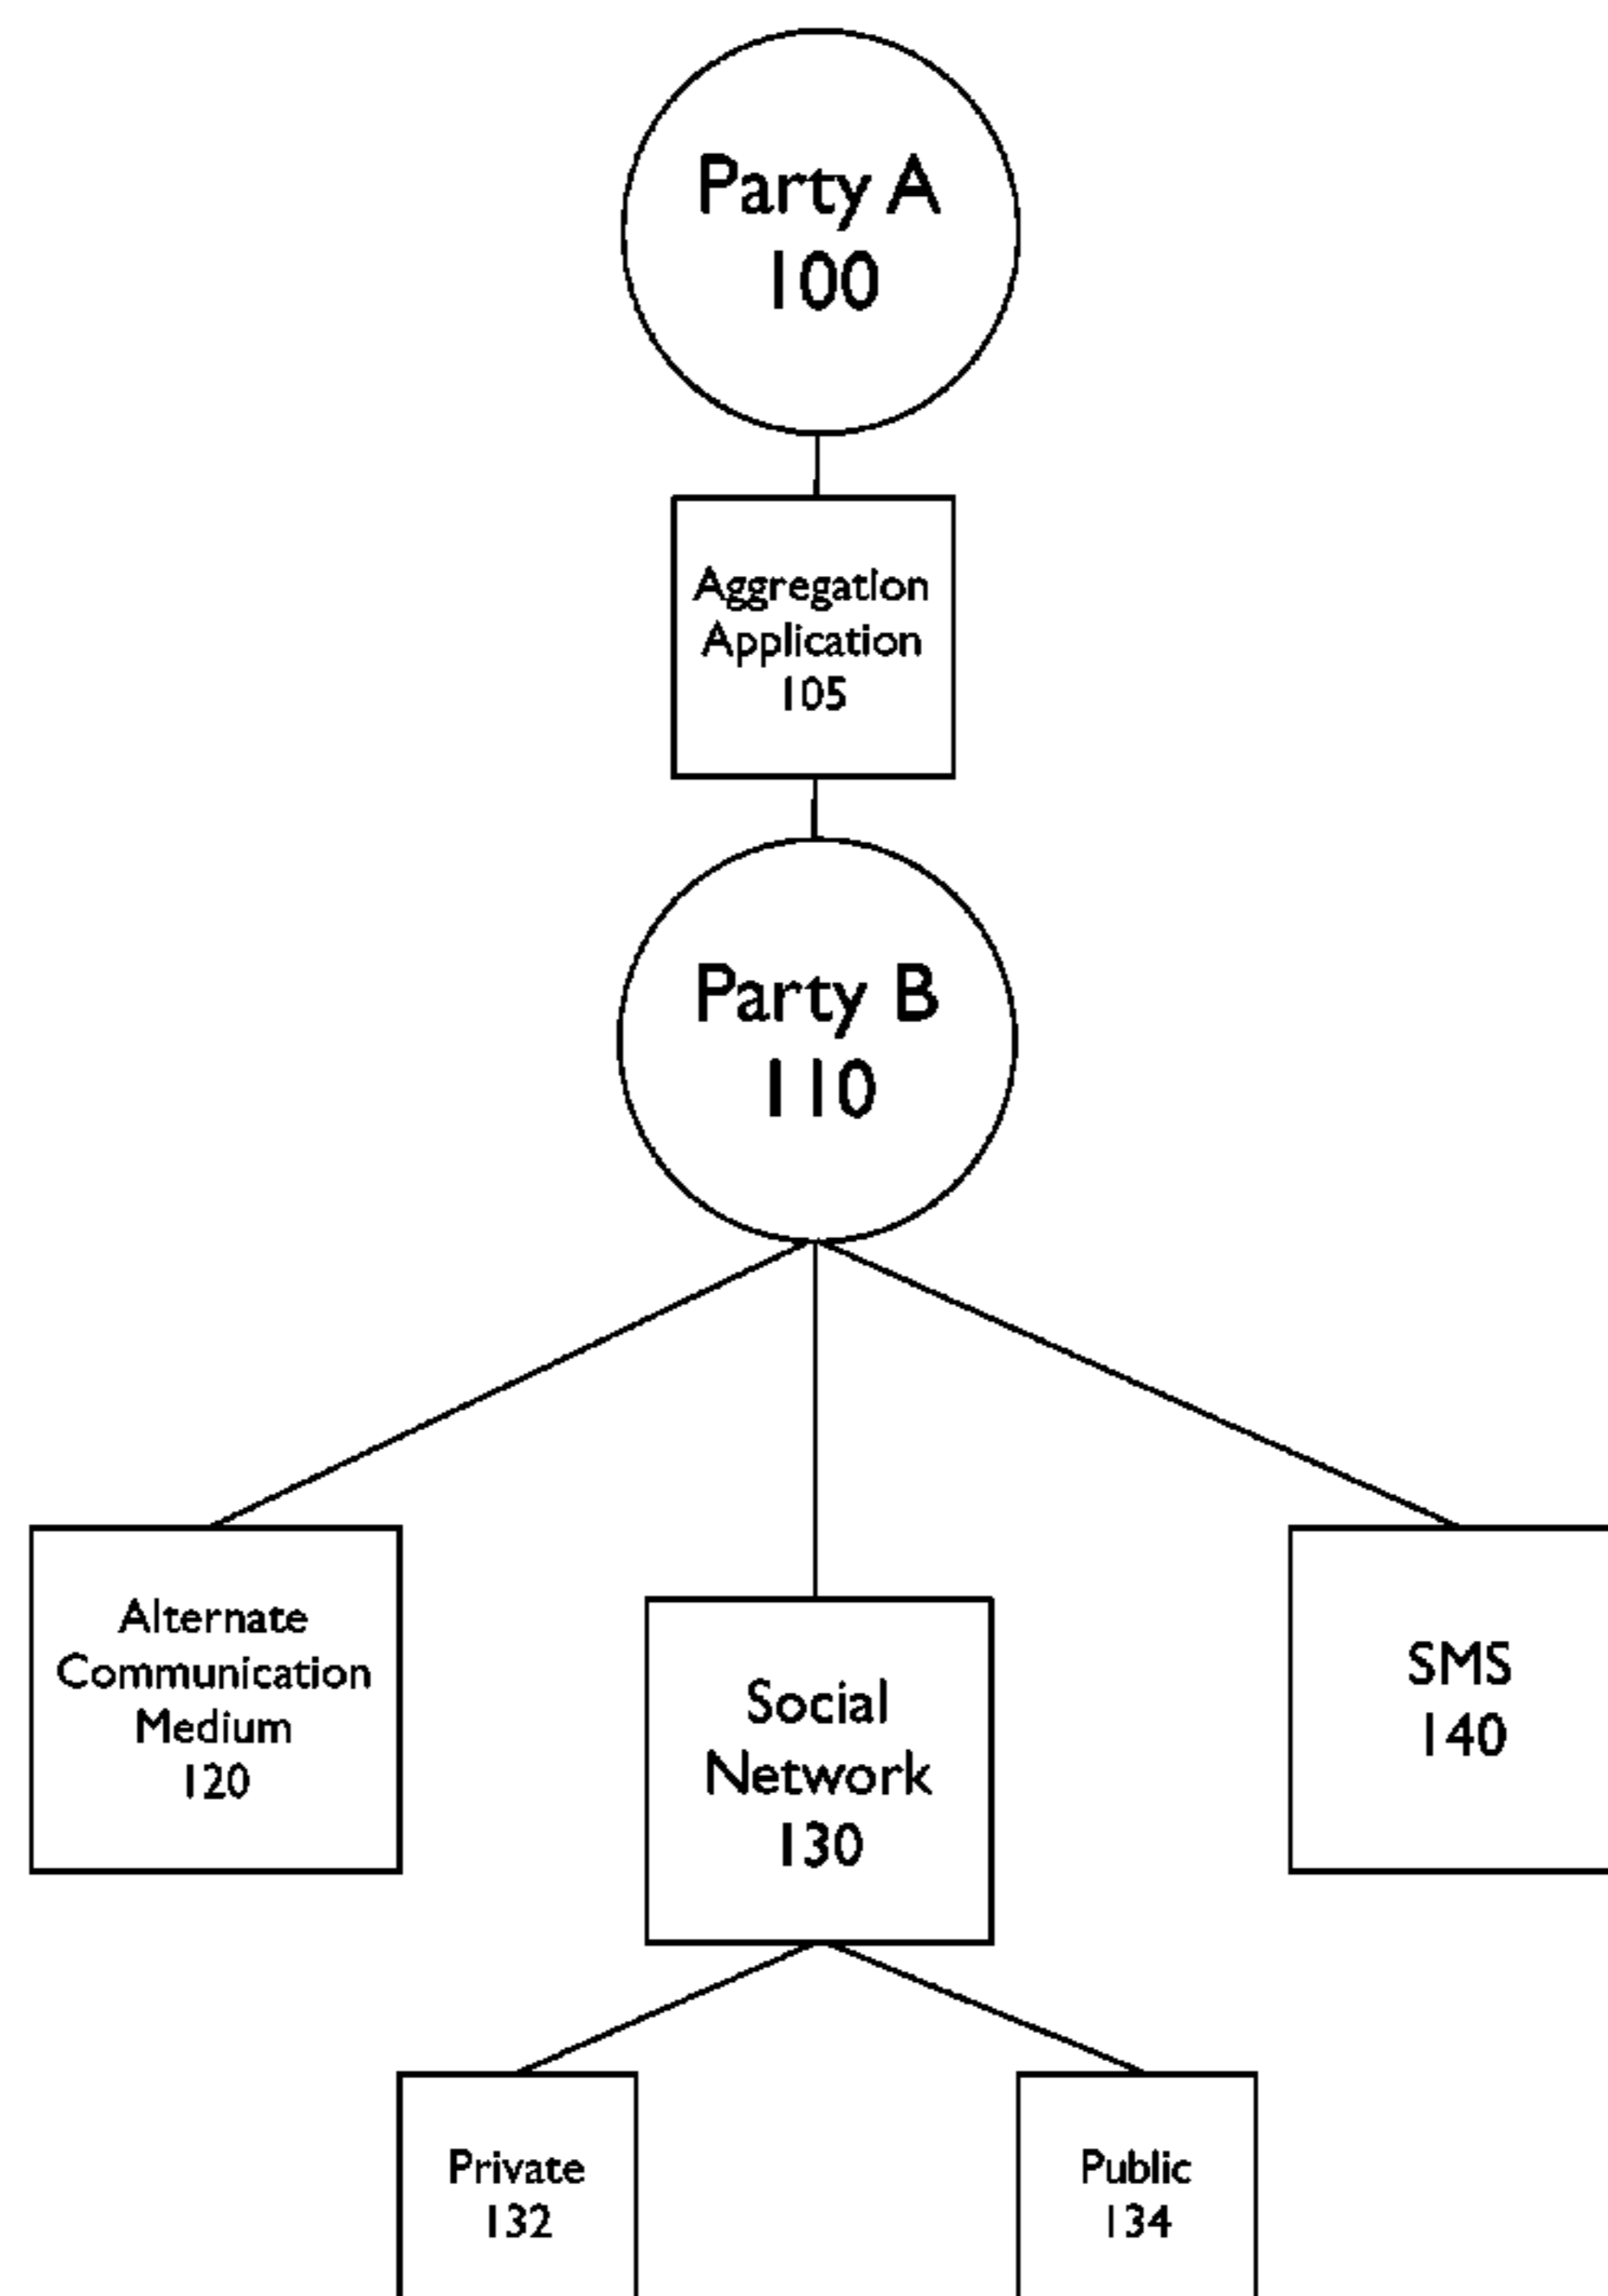 Party A
100
Aggregation
Application
105
Party B
110
Alternate
Communication
Medium
120
Social
Network
130
SMS
140
Private
132
Public
134